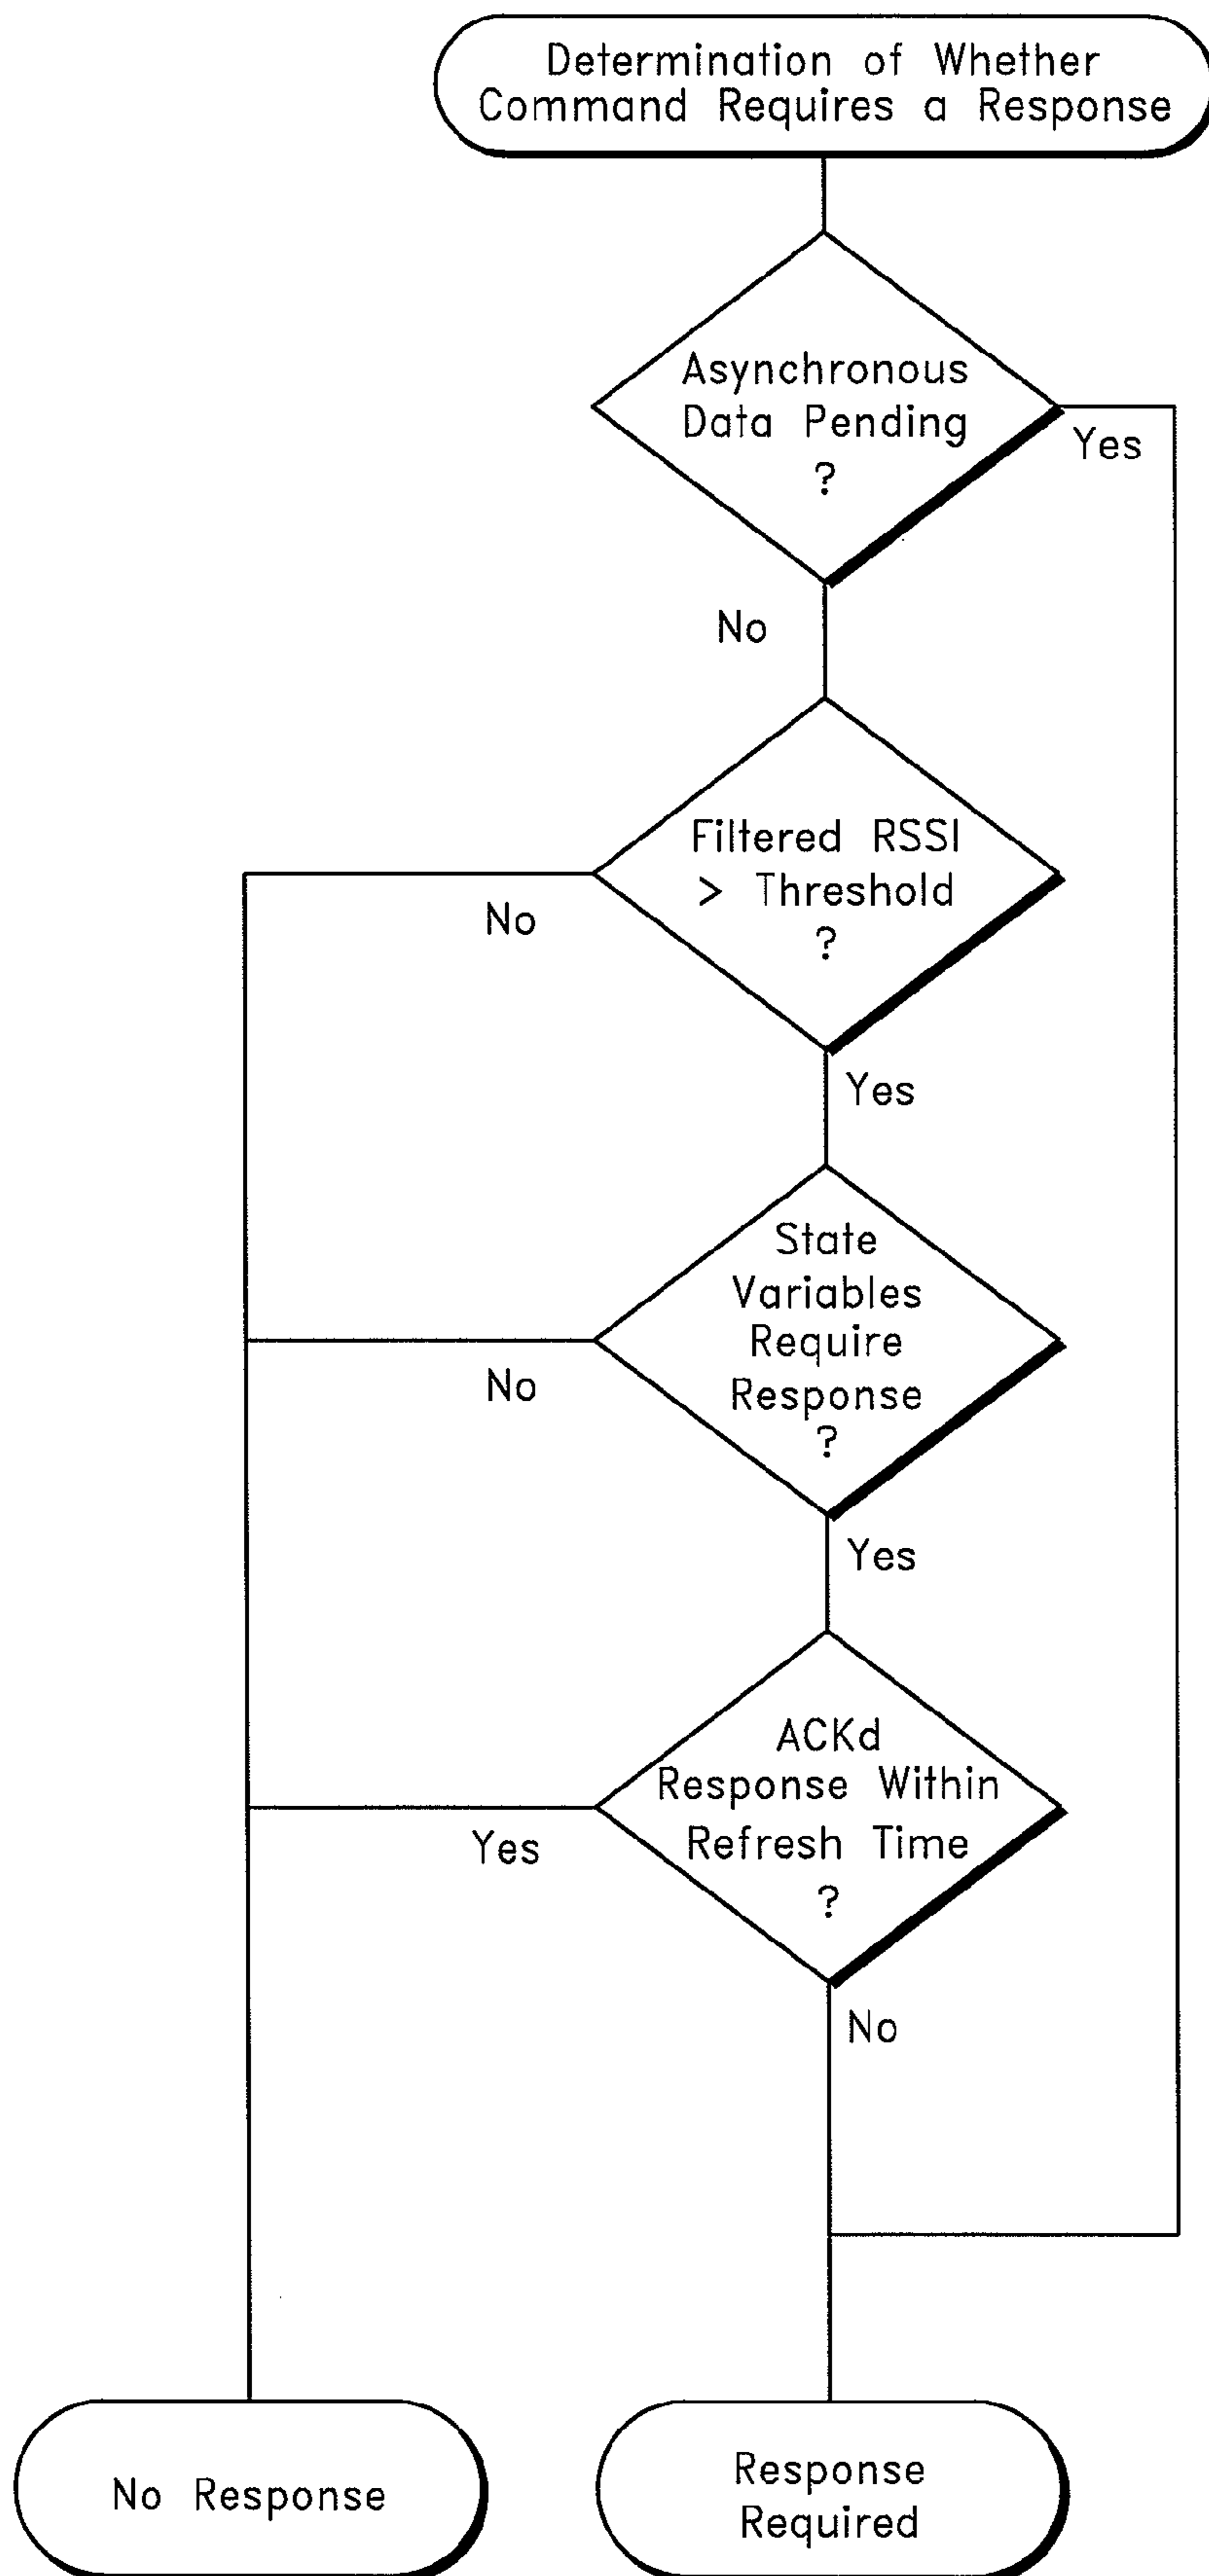 Determination of Whether
Command Requires a Response
Asynchronous
Data Pending
?
Yes
No
Filtered RSSI
> Threshold
?
No
Yes
State
Variables
Require
Response
?
No
Yes
ACKd
Response Within
Refresh Time
?
Yes
No
No Response
Response
Required